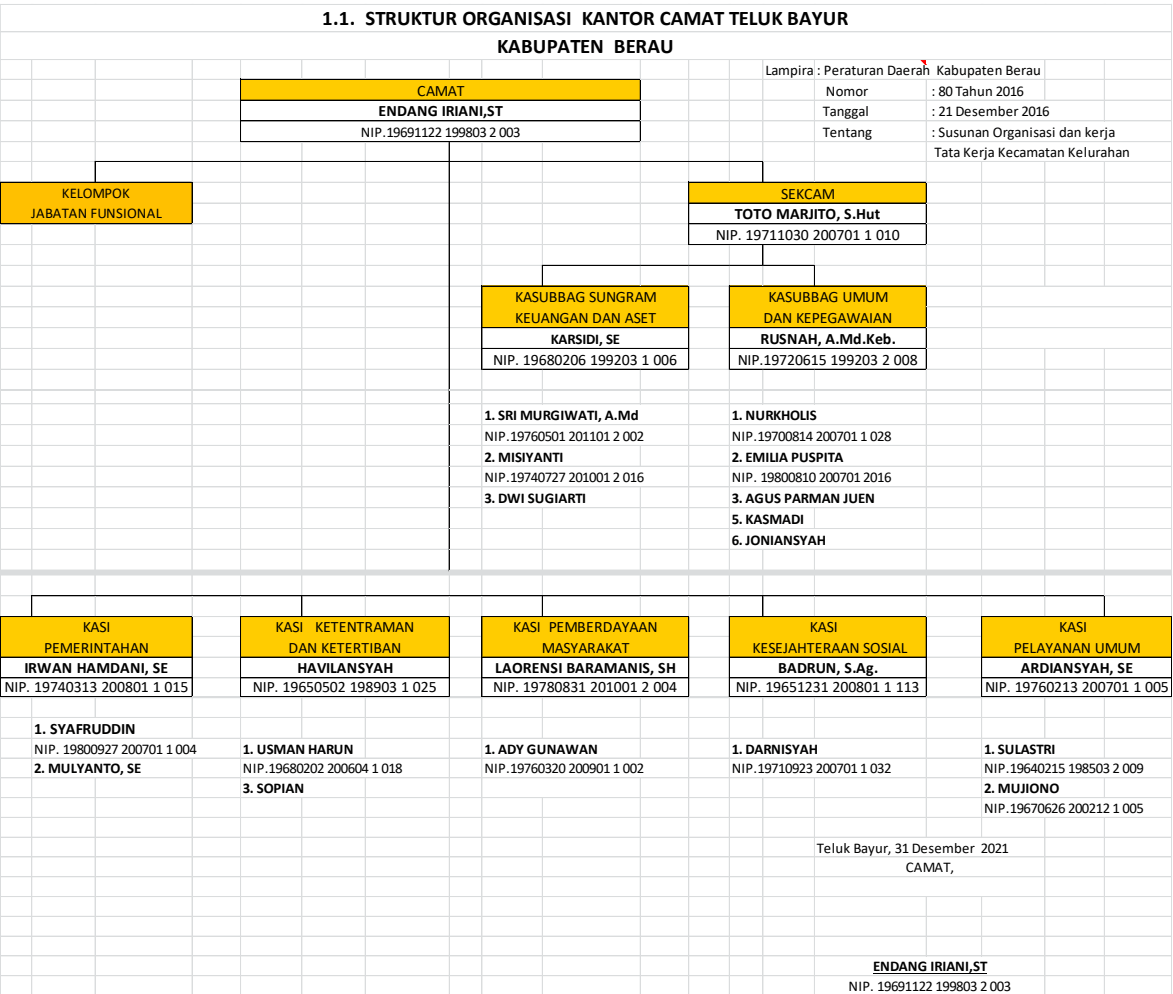 1.1. STRUKTUR ORGANISASI KANTOR CAMAT TELUK BAYUR
KABUPATEN BERAU
Lampira : Peraturan Daerah Kabupaten Berau
Nomor : 80 Tahun 2016
Tanggal : 21 Desember 2016
Tentang : Susunan Organisasi dan kerja
Tata Kerja Kecamatan Kelurahan
CAMAT
ENDANG IRIANI,ST
NIP.19691122 199803 2 003
KELOMPOK
JABATAN FUNSIONAL
SEKCAM
TOTO MARJITO, S.Hut
NIP. 19711030 200701 1 010
KASUBBAG SUNGRAM
KEUANGAN DAN ASET
KARSIDI, SE
NIP. 19680206 199203 1 006
KASUBBAG UMUM
DAN KEPEGAWAIAN
RUSNAH, A.Md.Keb.
NIP.19720615 199203 2 008
1. SRI MURGIWATI, A.Md
NIP.19760501 201101 2 002
2. MISIYANTI
NIP.19740727 201001 2 016
3. DWI SUGIARTI
1. NURKHOLIS
NIP.19700814 200701 1 028
2. EMILIA PUSPITA
NIP. 19800810 200701 2016
3. AGUS PARMAN JUEN
5. KASMADI
6. JONIANSYAH
KASI
PEMERINTAHAN
IRWAN HAMDANI, SE
NIP. 19740313 200801 1 015
1. SYAFRUDDIN
NIP. 19800927 200701 1 004
2. MULYANTO, SE
KASI KETENTRAMAN
DAN KETERTIBAN
HAVILANSYAH
NIP. 19650502 198903 1 025
1. USMAN HARUN
NIP.19680202 200604 1 018
3. SOPIAN
KASI PEMBERDAYAAN
MASYARAKAT
LAORENSI BARAMANIS, SH
NIP. 19780831 201001 2 004
1. ADY GUNAWAN
NIP.19760320 200901 1 002
KASI
KESEJAHTERAAN SOSIAL
BADRUN, S.Ag.
NIP. 19651231 200801 1 113
1. DARNISYAH
NIP.19710923 200701 1 032
KASI
PELAYANAN UMUM
ARDIANSYAH, SE
NIP. 19760213 200701 1 005
1. SULASTRI
NIP.19640215 198503 2 009
2. MUJIONO
NIP.19670626 200212 1 005
Teluk Bayur, 31 Desember 2021
CAMAT,
ENDANG IRIANI,ST
NIP. 19691122 199803 2 003